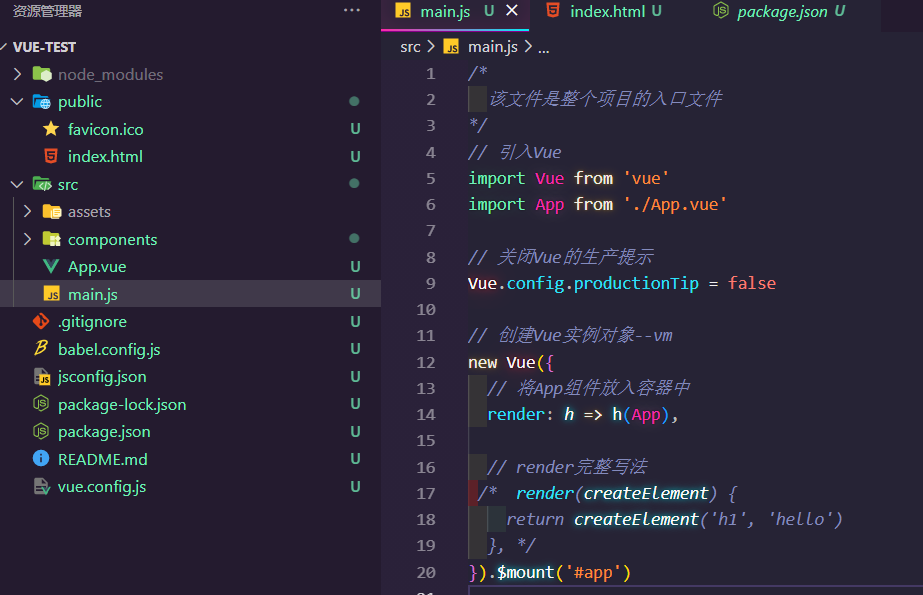 资源管理器
VUE-TEST
node_modules
public
favicon.ico U
index.html U
src
assets
components
App.vue U
main.js U
.gitignore U
babel.config.js U
jsconfig.json U
package-lock.json U
package.json U
README.md U
vue.config.js U
main.js U index.html U package.json U
src > main.js > ...
1 /*
2 该文件是整个项目的入口文件
3 */
4 // 引入Vue
5 import Vue from 'vue'
6 import App from './App.vue'
7
8 // 关闭Vue的生产提示
9 Vue.config.productionTip = false
10
11 // 创建Vue实例对象--vm
12 new Vue({
13 // 将App组件放入容器中
14 render: h => h(App),
15
16 // render完整写法
17 /* render(createElement) {
18 return createElement('h1', 'hello')
19 }, */
20 }).$mount('#app')